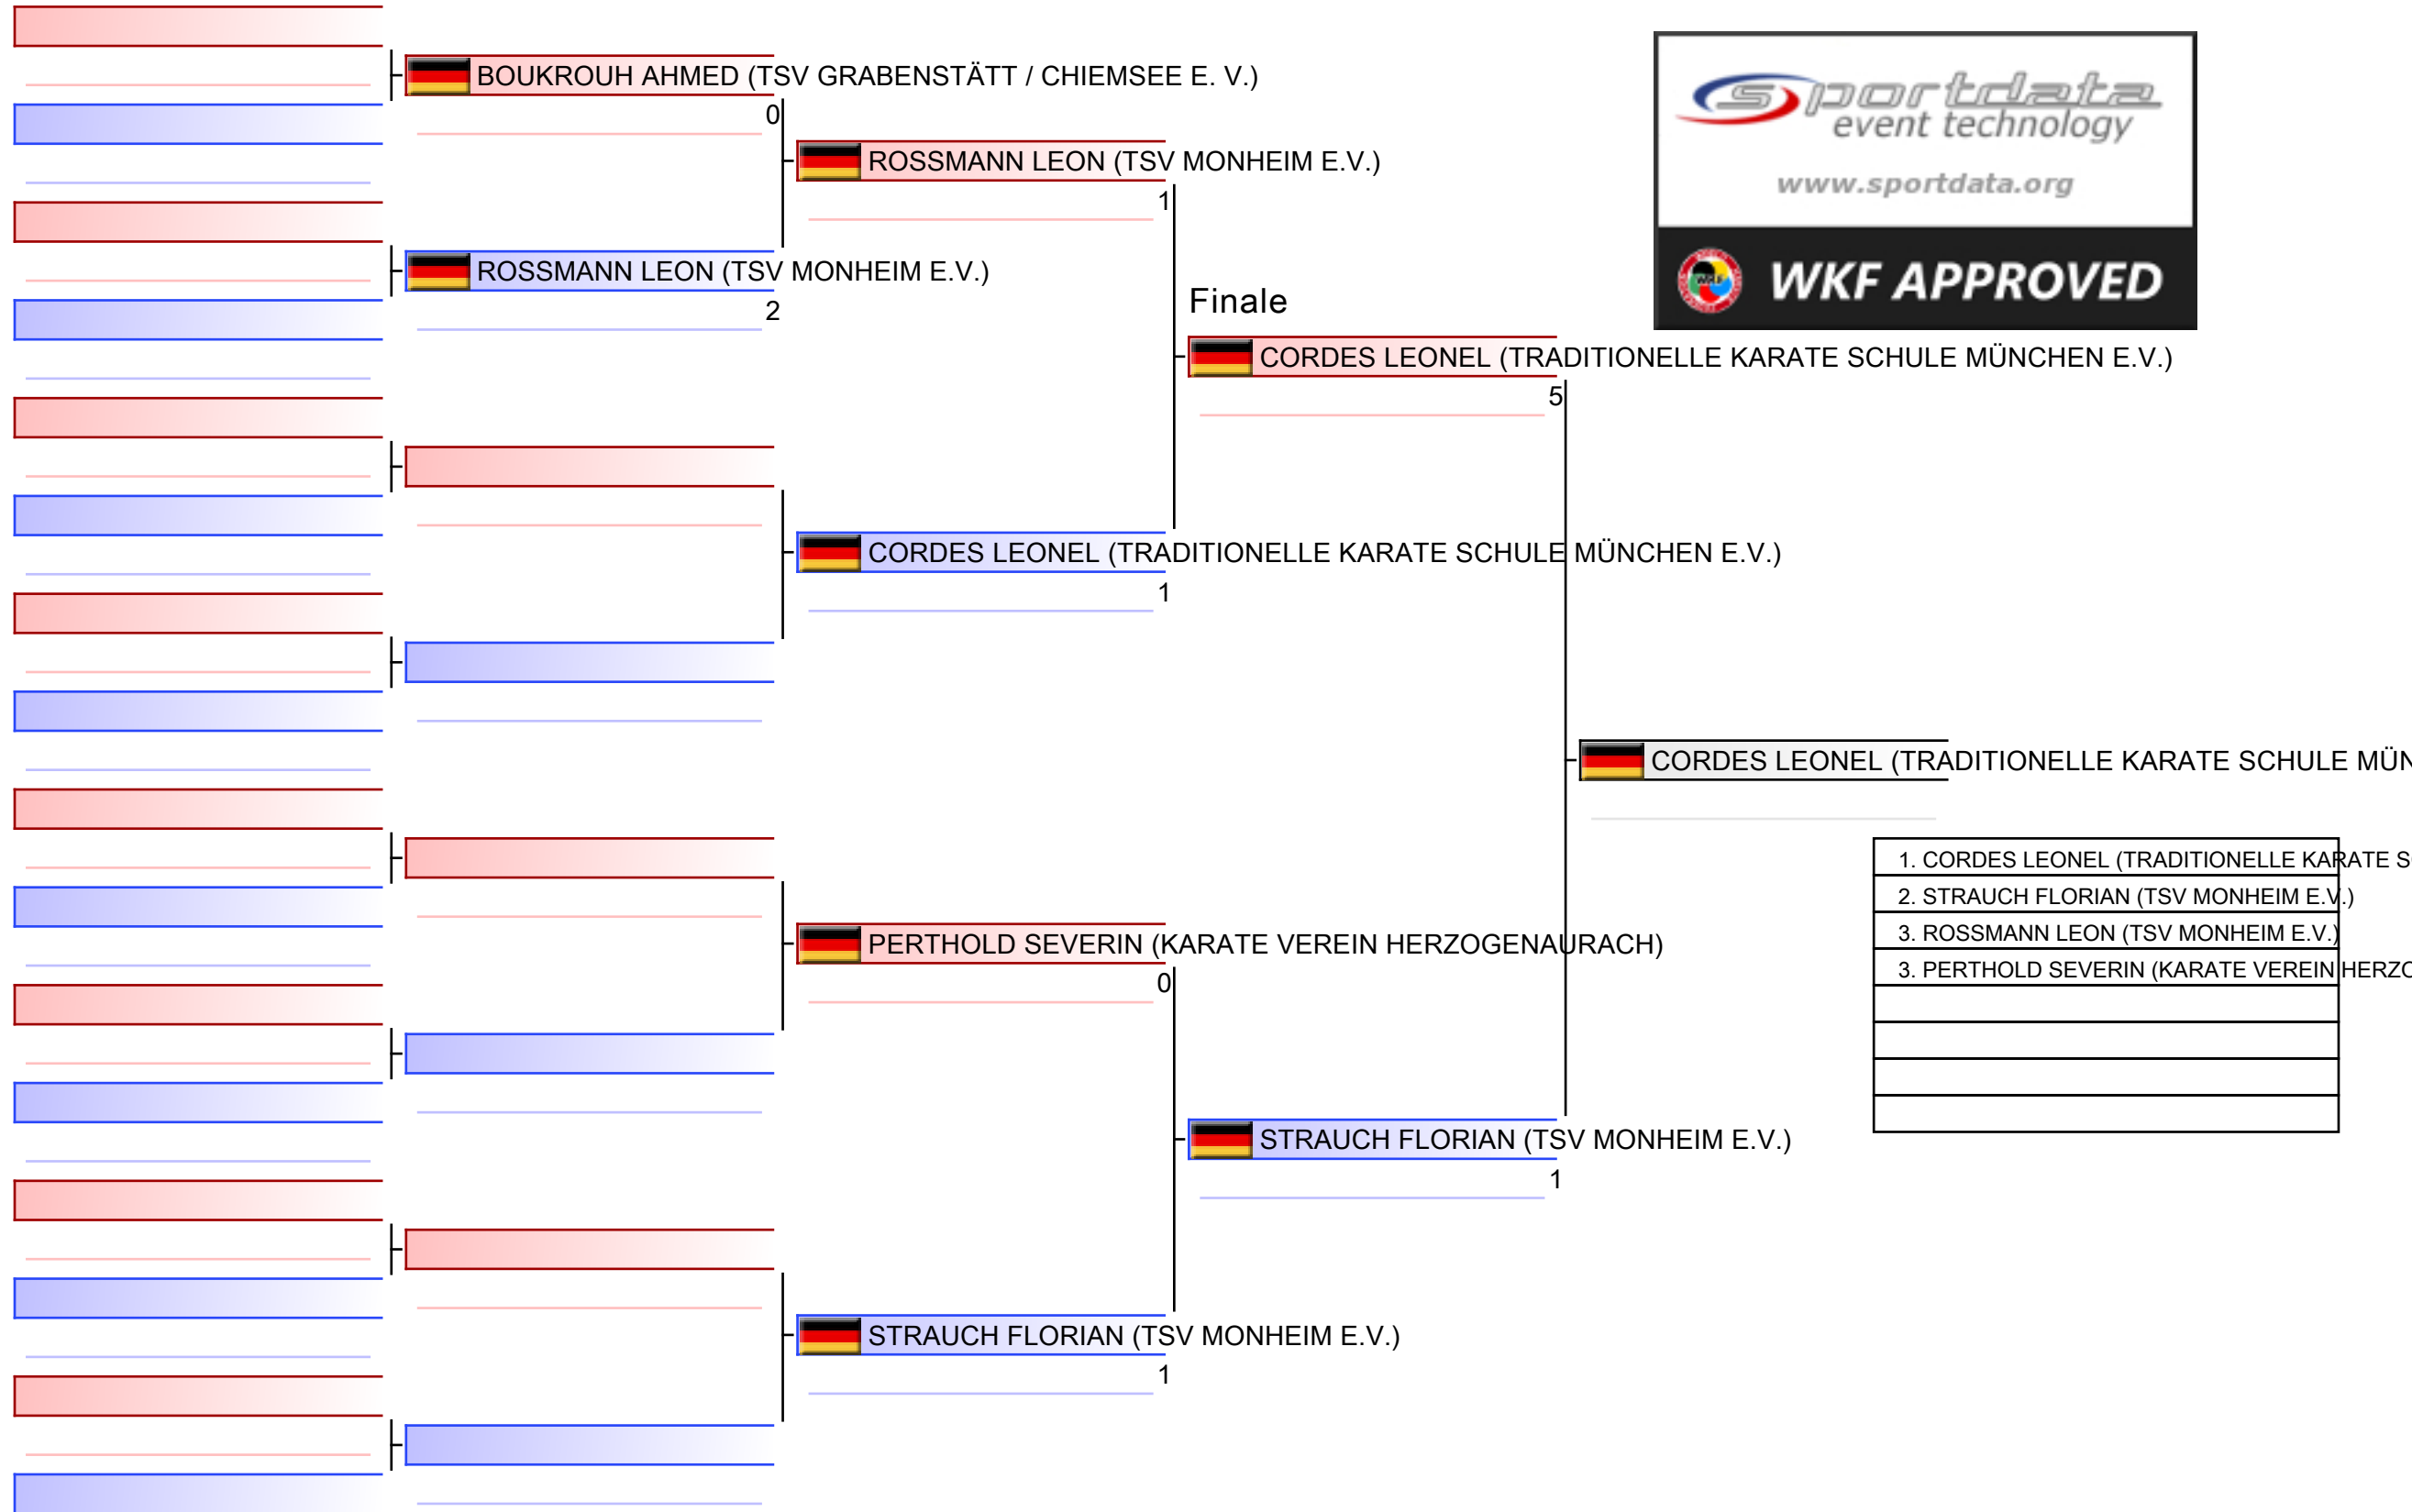 BOUKROUH AHMED (TSV GRABENSTÄTT / CHIEMSEE E. V.)
0
ROSSMANN LEON (TSV MONHEIM E.V.)
1
ROSSMANN LEON (TSV MONHEIM E.V.)
2
Finale
CORDES LEONEL (TRADITIONELLE KARATE SCHULE MÜNCHEN E.V.)
5
CORDES LEONEL (TRADITIONELLE KARATE SCHULE MÜNCHEN E.V.)
1
CORDES LEONEL (TRADITIONELLE KARATE SCHULE MÜN
PERTHOLD SEVERIN (KARATE VEREIN HERZOGENAURACH)
0
STRAUCH FLORIAN (TSV MONHEIM E.V.)
1
STRAUCH FLORIAN (TSV MONHEIM E.V.)
1
sportdata
event technology
www.sportdata.org
WKF
WKF APPROVED
1. CORDES LEONEL (TRADITIONELLE KARATE S
2. STRAUCH FLORIAN (TSV MONHEIM E.V.)
3. ROSSMANN LEON (TSV MONHEIM E.V.)
3. PERTHOLD SEVERIN (KARATE VEREIN HERZO